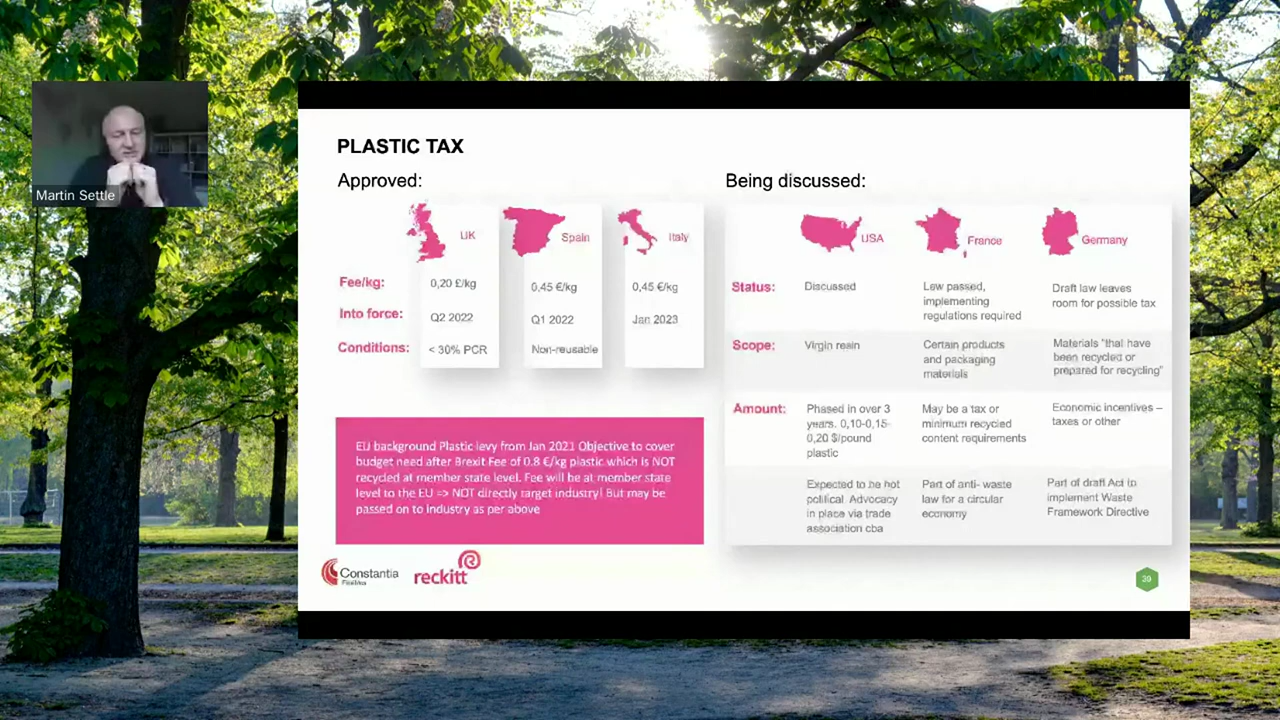 Martin Settle
PLASTIC TAX
Approved:
UK
Spain
Italy
Fee/kg:
0,20 £/kg
0,45 €/kg
0,45 €/kg
Into force:
Q2 2022
Q1 2022
Jan 2023
Conditions:
< 30% PCR
Non-reusable
EU background Plastic levy from Jan 2021 Objective to cover
budget need after Brexit Fee of 0.8 €/kg plastic which is NOT
recycled at member state level. Fee will be at member state
level to the EU => NOT directly target industry! But may be
passed on to industry as per above
Being discussed:
USA
France
Germany
Status:
Discussed
Law passed,
implementing
regulations required
Draft law leaves
room for possible tax
Scope:
Virgin resin
Certain products
and packaging
materials
Materials "that have
been recycled or
prepared for recycling"
Amount:
Phased in over 3
years. 0,10-0,15-
0,20 $/pound
plastic
May be a tax or
minimum recycled
content requirements
Economic incentives –
taxes or other
Expected to be hot
political. Advocacy
in place via trade
association cba
Part of anti- waste
law for a circular
economy
Part of draft Act to
implement Waste
Framework Directive
Constantia
Flexibles
reckitt